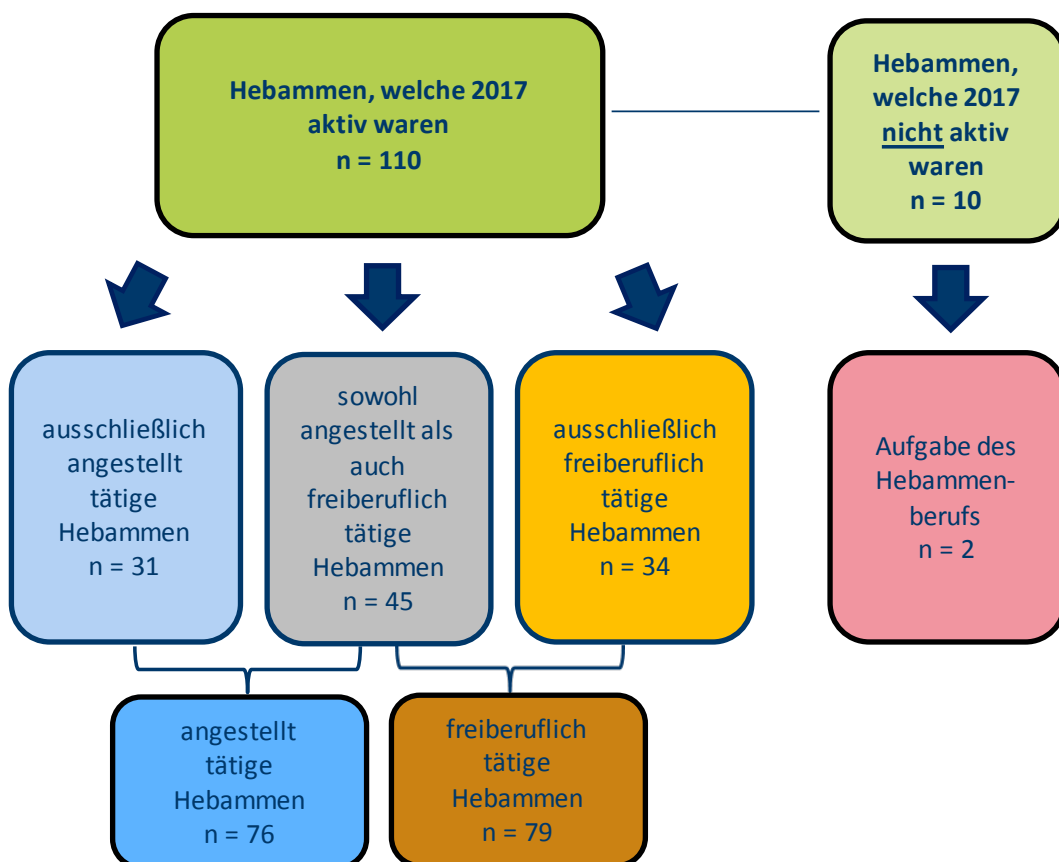 Hebammen, welche 2017
aktiv waren
n = 110
Hebammen,
welche 2017
nicht aktiv
waren
n = 10
ausschließlich
angestellt
tätige
Hebammen
n = 31
sowohl
angestellt als
auch
freiberuflich
tätige
Hebammen
n = 45
ausschließlich
freiberuflich
tätige
Hebammen
n = 34
Aufgabe des
Hebammen-
berufs
n = 2
angestellt
tätige
Hebammen
n = 76
freiberuflich
tätige
Hebammen
n = 79